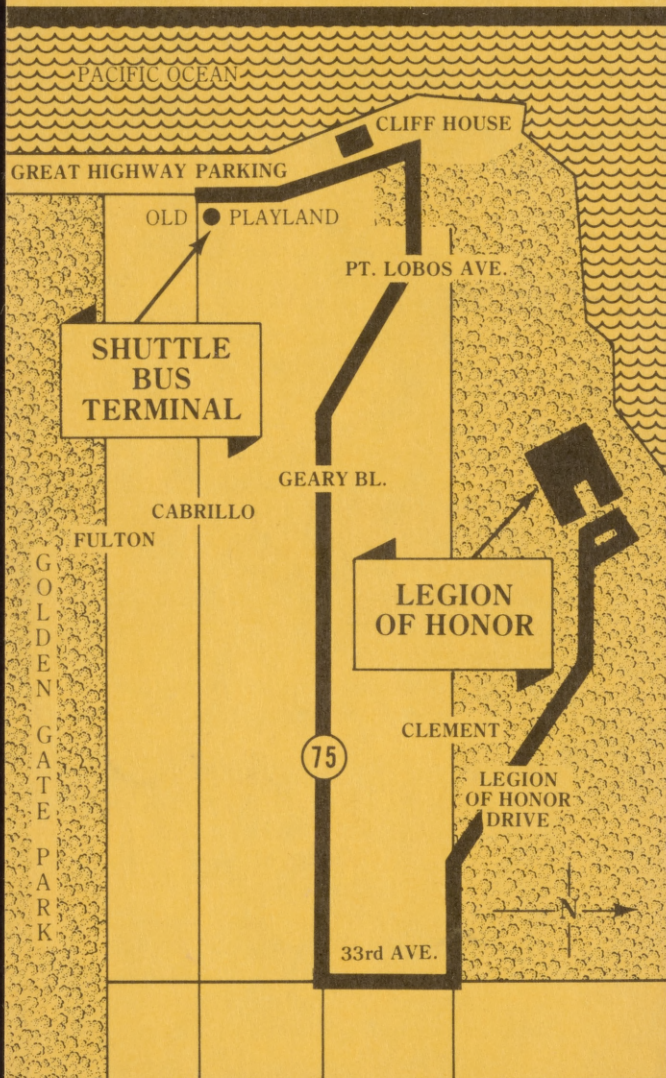 PACIFIC OCEAN
CLIFF HOUSE
GREAT HIGHWAY PARKING
OLD PLAYLAND
PT. LOBOS AVE.
SHUTTLE
BUS
TERMINAL
GEARY BL.
CABRILLO
FULTON
GOLDEN GATE PARK
LEGION
OF HONOR
CLEMENT
75
LEGION
OF HONOR
DRIVE
N
33rd AVE.